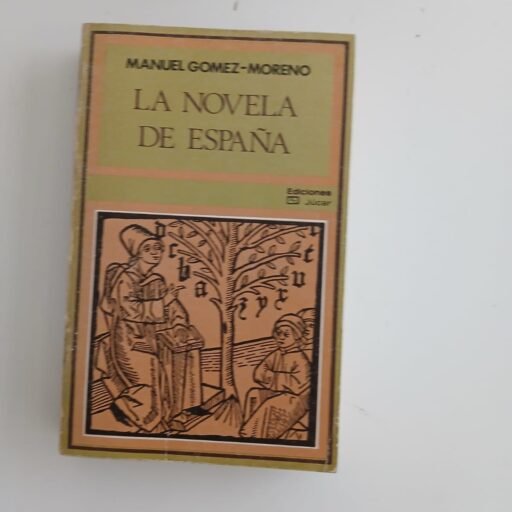 MANUEL GOMEZ-MORENO
LA NOVELA
DE ESPAÑA
Ediciones
Júcar
d c b a
z y x
t u